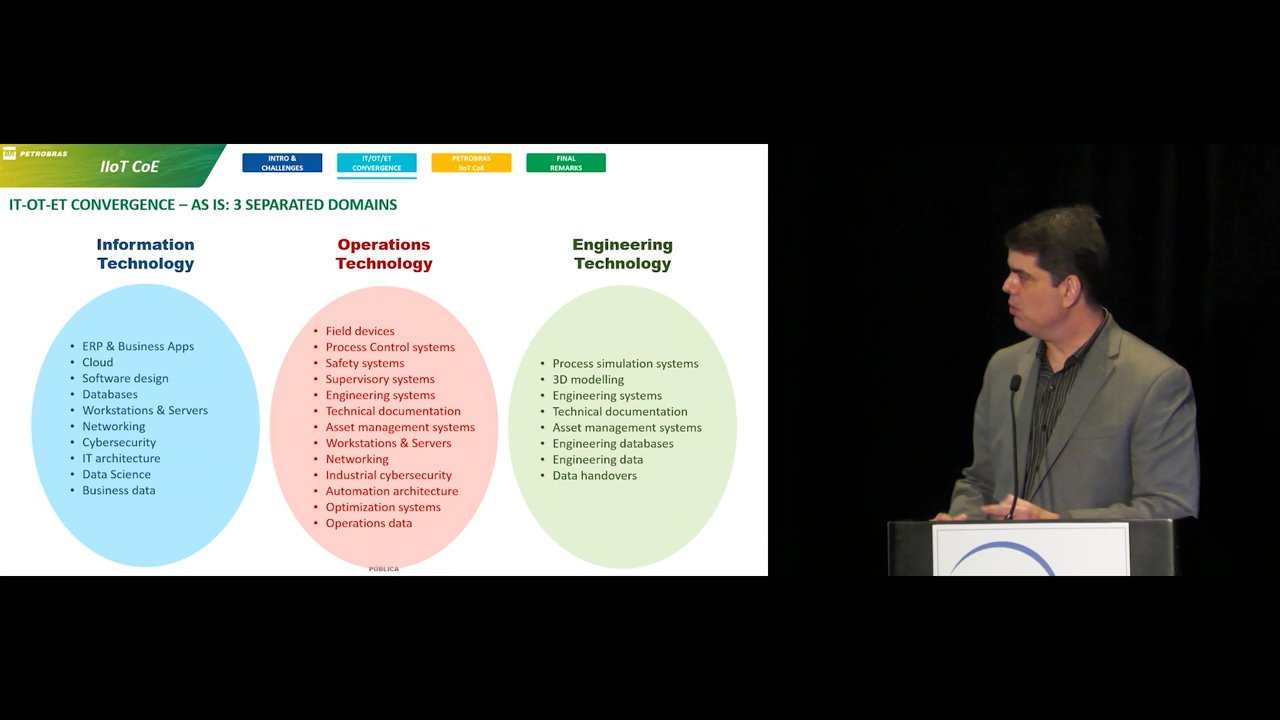 BR PETROBRAS
IIoT CoE
INTRO &
CHALLENGES
IT/OT/ET
CONVERGENCE
PETROBRAS
IIoT CoE
FINAL
REMARKS
IT-OT-ET CONVERGENCE – AS IS: 3 SEPARATED DOMAINS
Information
Technology
• ERP & Business Apps
• Cloud
• Software design
• Databases
• Workstations & Servers
• Networking
• Cybersecurity
• IT architecture
• Data Science
• Business data
Operations
Technology
• Field devices
• Process Control systems
• Safety systems
• Supervisory systems
• Engineering systems
• Technical documentation
• Asset management systems
• Workstations & Servers
• Networking
• Industrial cybersecurity
• Automation architecture
• Optimization systems
• Operations data
Engineering
Technology
• Process simulation systems
• 3D modelling
• Engineering systems
• Technical documentation
• Asset management systems
• Engineering databases
• Engineering data
• Data handovers
PÚBLICA